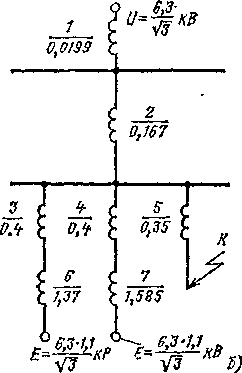 U = 6,3/√3 кВ
1/0,0199
2/0,167
3/0,4
4/0,4
5/0,35
К
6/1,37
7/1,585
б)
E = 6,3·1,1/√3 кР
E = 6,3·1,1/√3 кВ